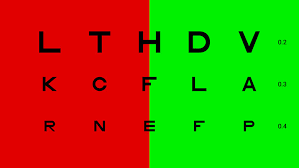 L T H D V 0.2
K C F L A 0.3
R N E F P 0.4